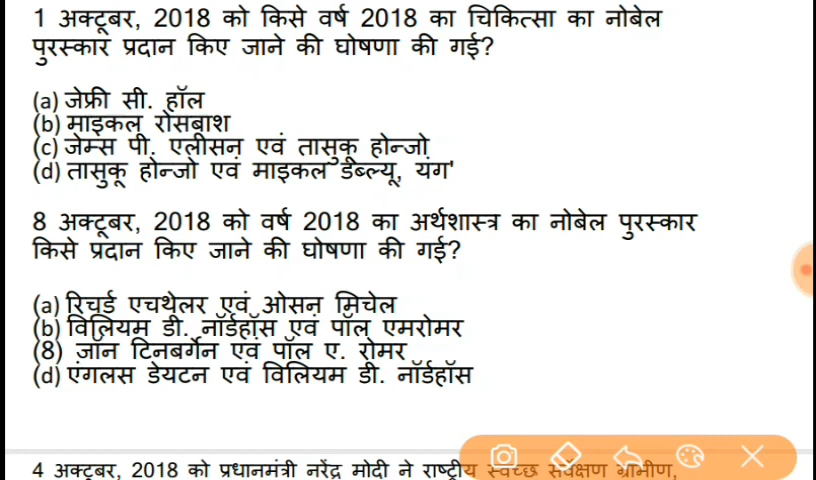 1 अक्टूबर, 2018 को किसे वर्ष 2018 का चिकित्सा का नोबेल
पुरस्कार प्रदान किए जाने की घोषणा की गई?
(a) जेफ्री सी. हॉल
(b) माइकल रोसबाश
(c) जेम्स पी. एलीसन एवं तासुकू होन्जो
(d) तासुकू होन्जो एवं माइकल डब्ल्यू, यंग'
8 अक्टूबर, 2018 को वर्ष 2018 का अर्थशास्त्र का नोबेल पुरस्कार
किसे प्रदान किए जाने की घोषणा की गई?
(a) रिचर्ड एचथेलर एवं ओसन मिचेल
(b) विलियम डी. नॉर्डहॉस एवं पॉल एमरोमर
(8) जॉन टिनबर्गेन एवं पॉल ए. रोमर
(d) एंगलस डेयटन एवं विलियम डी. नॉर्डहॉस
4 अक्टूबर, 2018 को प्रधानमंत्री नरेंद्र मोदी ने राष्ट्रीय स्वच्छ सर्वेक्षण ग्रामीण,